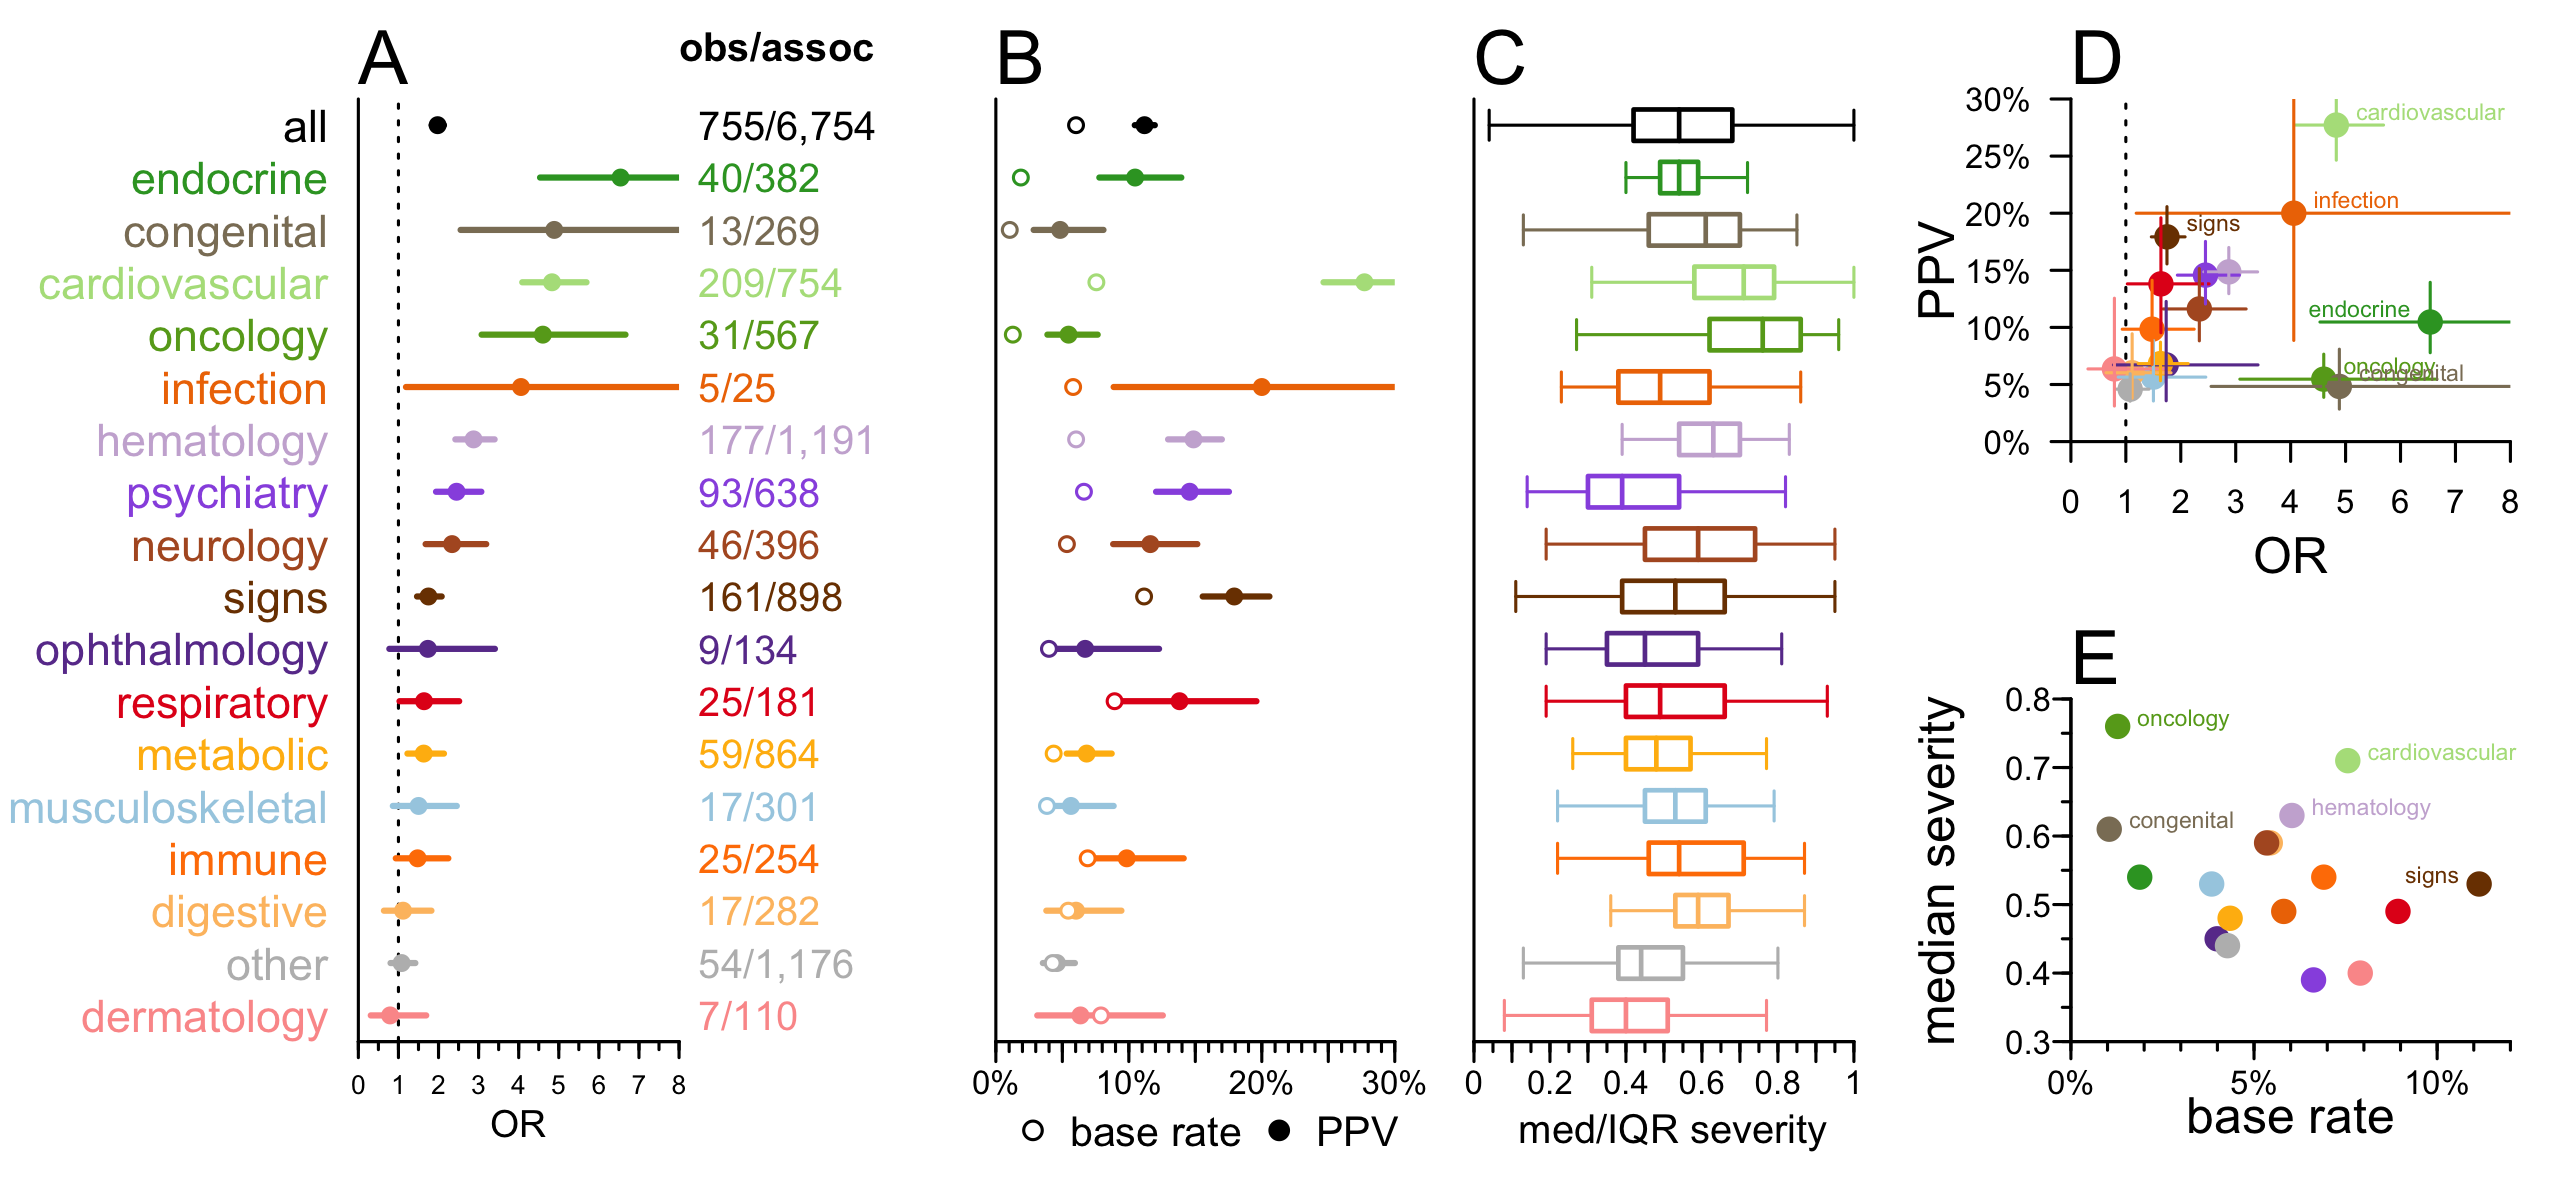 A
obs/assoc
all
755/6,754
endocrine
40/382
congenital
13/269
cardiovascular
209/754
oncology
31/567
infection
5/25
hematology
177/1,191
psychiatry
93/638
neurology
46/396
signs
161/898
ophthalmology
9/134
respiratory
25/181
metabolic
59/864
musculoskeletal
17/301
immune
25/254
digestive
17/282
other
54/1,176
dermatology
7/110
0 1 2 3 4 5 6 7 8
OR
B
0% 10% 20% 30%
base rate PPV
C
0 0.2 0.4 0.6 0.8 1
med/IQR severity
D
PPV
30%
25%
20%
15%
10%
5%
0%
cardiovascular
infection
signs
endocrine
oncology
congenital
0 1 2 3 4 5 6 7 8
OR
E
median severity
0.8
0.7
0.6
0.5
0.4
0.3
oncology
cardiovascular
hematology
congenital
signs
0% 5% 10%
base rate